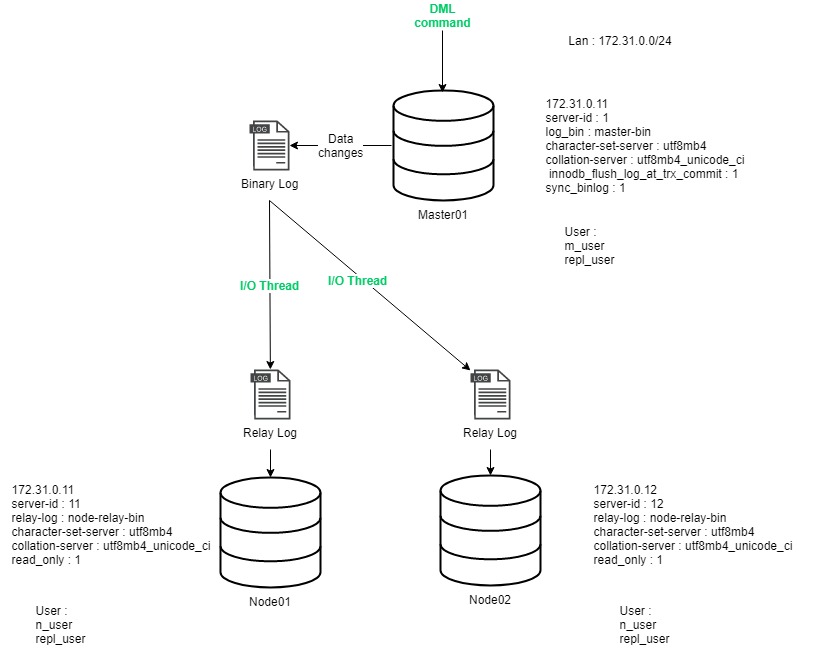 DML
command
Lan : 172.31.0.0/24
172.31.0.11
server-id : 1
log_bin : master-bin
character-set-server : utf8mb4
collation-server : utf8mb4_unicode_ci
innodb_flush_log_at_trx_commit : 1
sync_binlog : 1
LOG
Data
changes
Binary Log
Master01
User :
m_user
repl_user
I/O Thread
I/O Thread
LOG
Relay Log
LOG
Relay Log
172.31.0.11
server-id : 11
relay-log : node-relay-bin
character-set-server : utf8mb4
collation-server : utf8mb4_unicode_ci
read_only : 1
Node01
User :
n_user
repl_user
172.31.0.12
server-id : 12
relay-log : node-relay-bin
character-set-server : utf8mb4
collation-server : utf8mb4_unicode_ci
read_only : 1
Node02
User :
n_user
repl_user